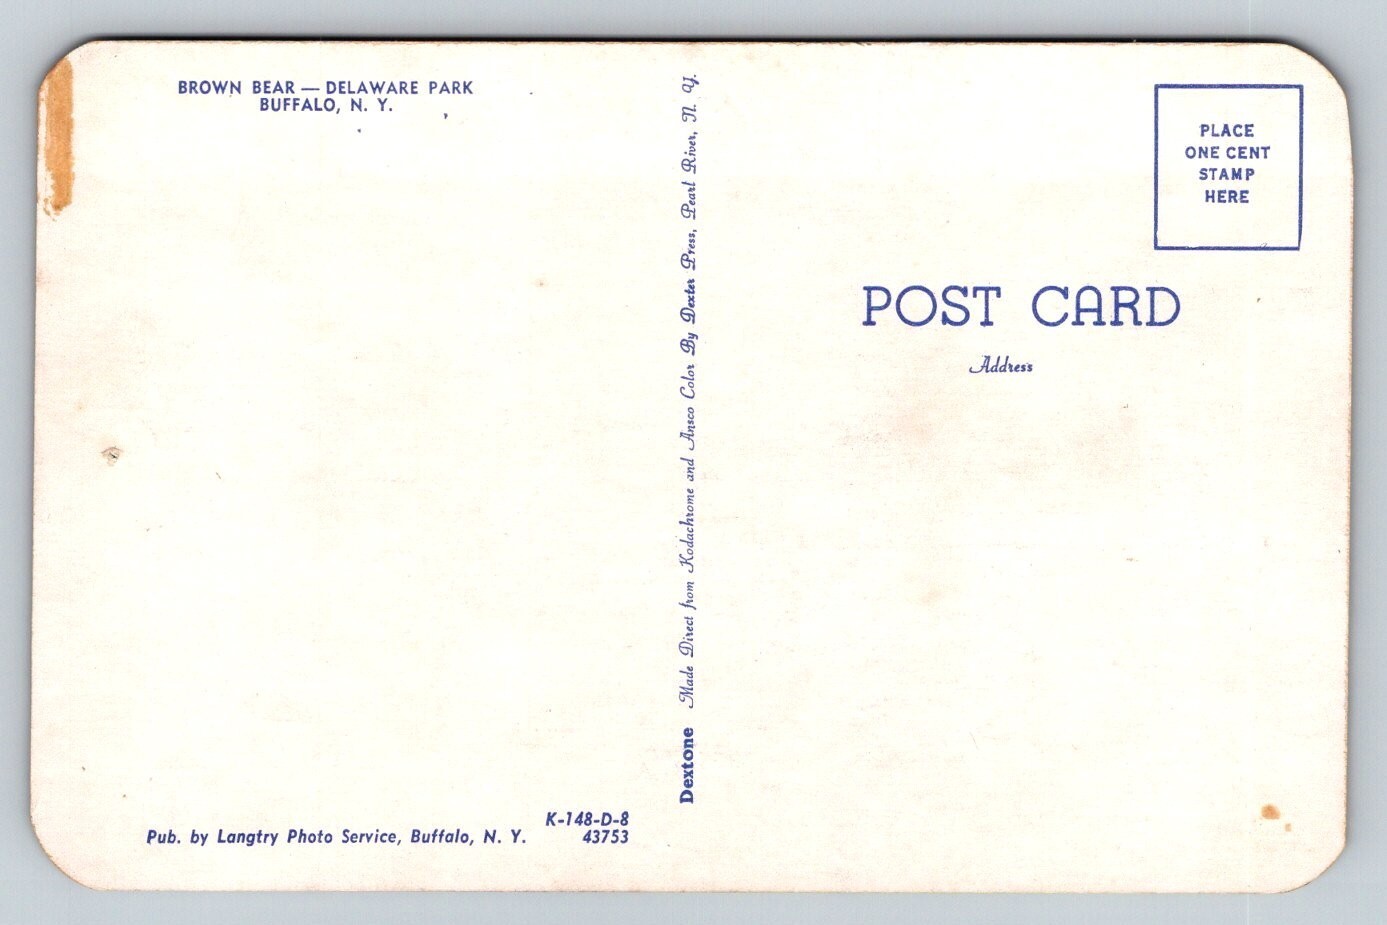 BROWN BEAR — DELAWARE PARK
BUFFALO, N. Y.
Pub. by Langtry Photo Service, Buffalo, N. Y.
K-148-D-8
43753
Dextone Made Direct from Kodachrome and Ansco Color By Dexter Press, Pearl River, N. Y.
PLACE
ONE CENT
STAMP
HERE
POST CARD
Address